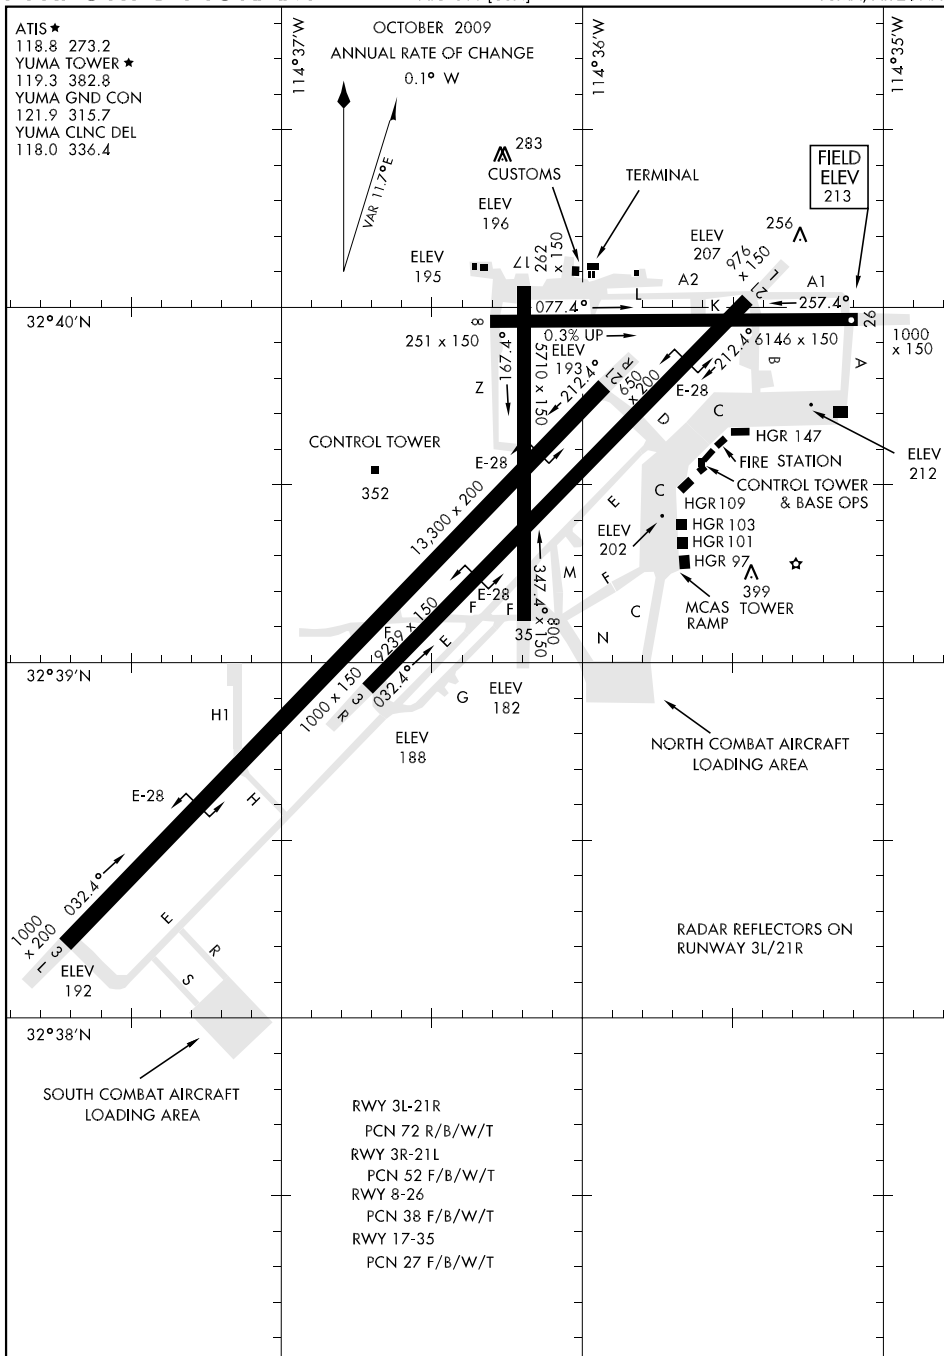 ATIS ★
118.8 273.2
YUMA TOWER ★
119.3 382.8
YUMA GND CON
121.9 315.7
YUMA CLNC DEL
118.0 336.4
OCTOBER 2009
ANNUAL RATE OF CHANGE
0.1° W
VAR 11.7° E
114°37'W
114°36'W
114°35'W
283
CUSTOMS
TERMINAL
FIELD
ELEV
213
ELEV
196
ELEV
195
262
x 150
17
ELEV
207
256
976
x 150
21 L
A1
A2
L
K
32°40'N
8
077.4°
257.4°
26
251 x 150
0.3% UP
6146 x 150
1000
x 150
167.4°
5710 x 150
ELEV
193
212.4°
21 R
650
x 200
212.4°
E-28
B
A
Z
D
C
HGR 147
ELEV
212
CONTROL TOWER
352
E-28
FIRE STATION
CONTROL TOWER
& BASE OPS
13,300 x 200
E
C
HGR109
ELEV
202
HGR 103
HGR 101
HGR 97
399
TOWER
MCAS
RAMP
M
F
C
N
E-28
F
F
F
347.4°
800
x 150
35
9239 x 150
E
1000 x 150
032.4°
3 R
32°39'N
G
ELEV
182
ELEV
188
H1
NORTH COMBAT AIRCRAFT
LOADING AREA
E-28
H
032.4°
1000
x 200
3 L
ELEV
192
E
R
S
RADAR REFLECTORS ON
RUNWAY 3L/21R
32°38'N
SOUTH COMBAT AIRCRAFT
LOADING AREA
RWY 3L-21R
PCN 72 R/B/W/T
RWY 3R-21L
PCN 52 F/B/W/T
RWY 8-26
PCN 38 F/B/W/T
RWY 17-35
PCN 27 F/B/W/T